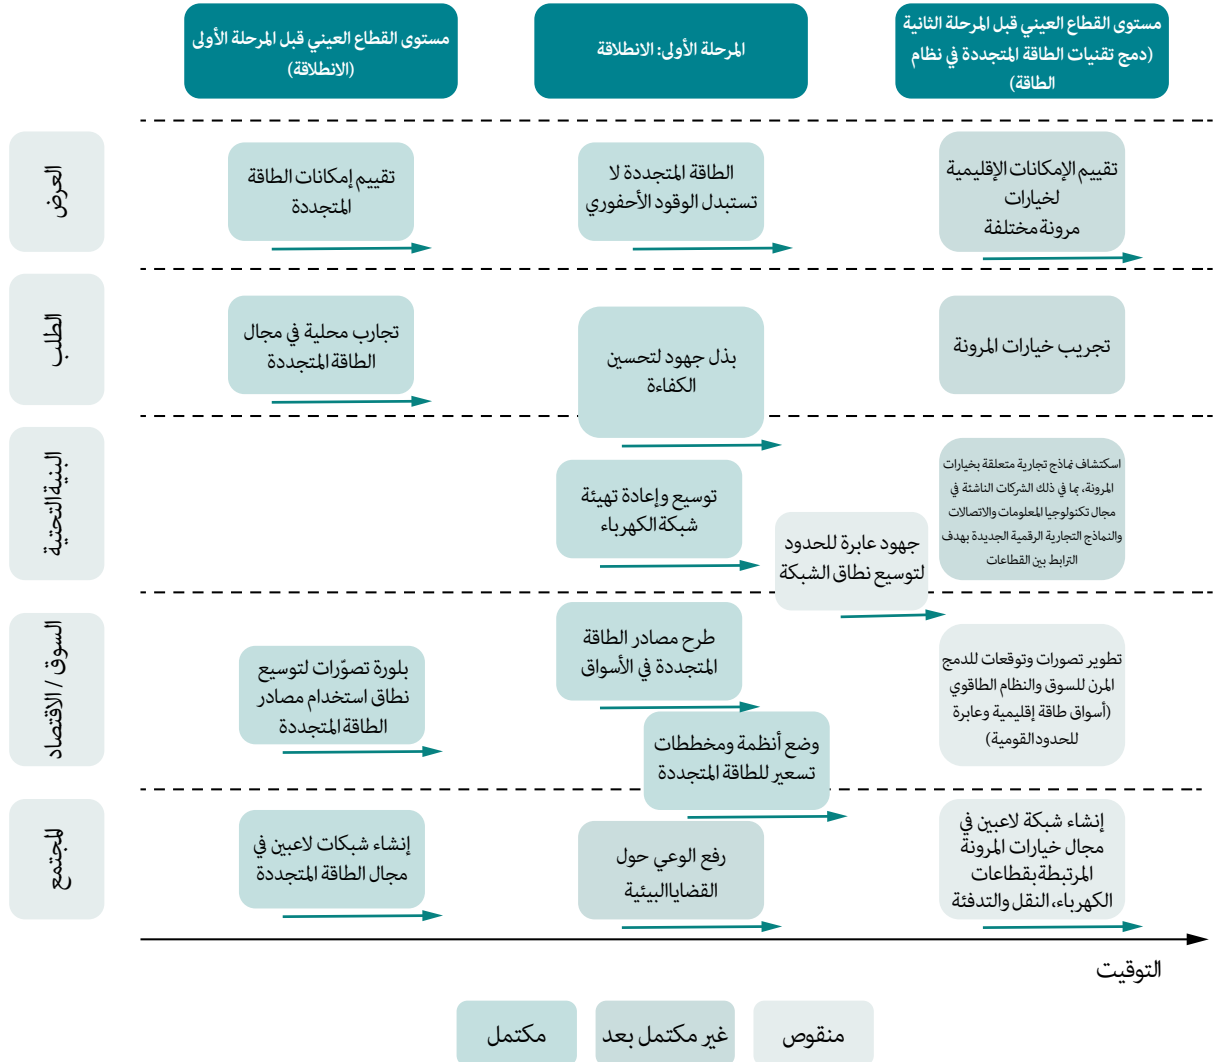 مستوى القطاع العيني قبل المرحلة الأولى
(الانطلاقة)
المرحلة الأولى: الانطلاقة
مستوى القطاع العيني قبل المرحلة الثانية
(دمج تقنيات الطاقة المتجددة في نظام
الطاقة)
العرض
تقييم إمكانات الطاقة
المتجددة
الطاقة المتجددة لا
تستبدل الوقود الأحفوري
تقييم الإمكانات الإقليمية
لخيارات
مرونة مختلفة
الطلب
تجارب محلية في مجال
الطاقة المتجددة
بذل جهود لتحسين
الكفاءة
تجريب خيارات المرونة
البنية التحتية
توسيع وإعادة تهيئة
شبكة الكهرباء
جهود عابرة للحدود
لتوسيع نطاق الشبكة
اسكتشاف نماذج تجارية متعلقة بخيارات
المرونة، بما في ذلك الشركات الناشئة في
مجال تكنولوجيا المعلومات والاتصالات
والنماذج التجارية الرقمية الجديدة بهدف
الترابط بين القطاعات
السوق / الاقتصاد
بلورة تصوّرات لتوسيع
نطاق استخدام مصادر
الطاقة المتجددة
طرح مصادر الطاقة
المتجددة في الأسواق
وضع أنظمة ومخططات
تسعير للطاقة المتجددة
تطوير تصورات وتوقعات للدمج
المرن للسوق والنظام الطاقوي
(أسواق طاقة إقليمية وعابرة
للحدود القومية)
المجتمع
إنشاء شبكات لاعبين في
مجال الطاقة المتجددة
رفع الوعي حول
القضايا البيئية
إنشاء شبكة لاعبين في
مجال خيارات المرونة
المرتبطة بقطاعات
الكهرباء، النقل والتدفئة
التوقيت
مكتمل
غير مكتمل بعد
منقوص